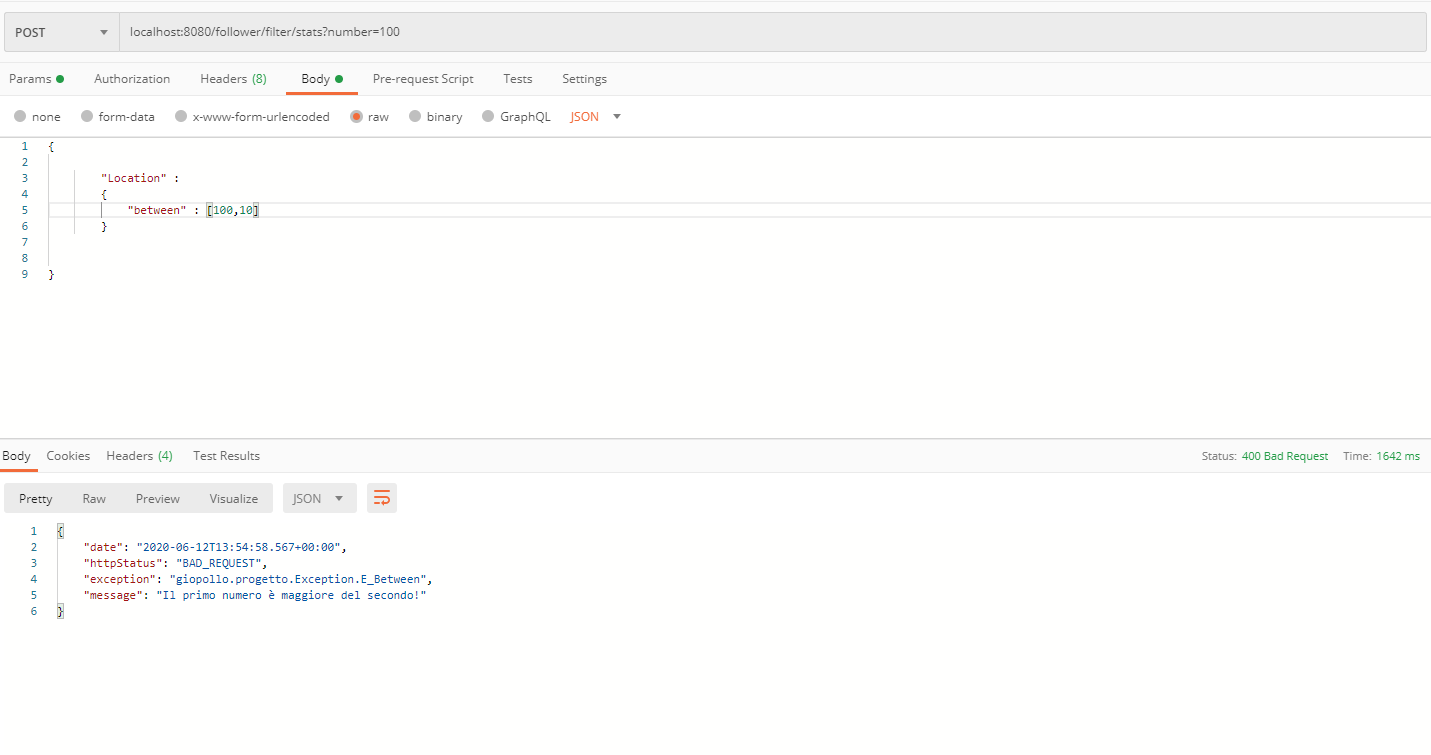 POST localhost:8080/follower/filter/stats?number=100
Params Authorization Headers (8) Body Pre-request Script Tests Settings
none form-data x-www-form-urlencoded raw binary GraphQL JSON
1 {
2
3 "Location" :
4 {
5 "between" : [100,10]
6 }
7
8
9 }
Body Cookies Headers (4) Test Results Status: 400 Bad Request Time: 1642 ms
Pretty Raw Preview Visualize JSON
1 {
2 "date": "2020-06-12T13:54:58.567+00:00",
3 "httpStatus": "BAD_REQUEST",
4 "exception": "giopollo.progetto.Exception.E_Between",
5 "message": "Il primo numero è maggiore del secondo!"
6 }